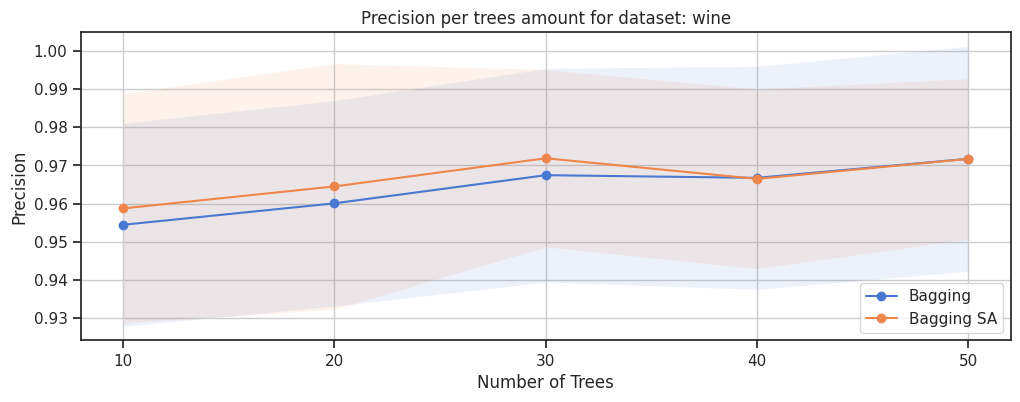 Precision per trees amount for dataset: wine
1.00
0.99
0.98
0.97
0.96
0.95
0.94
0.93
Precision
10 20 30 40 50
Number of Trees
Bagging
Bagging SA